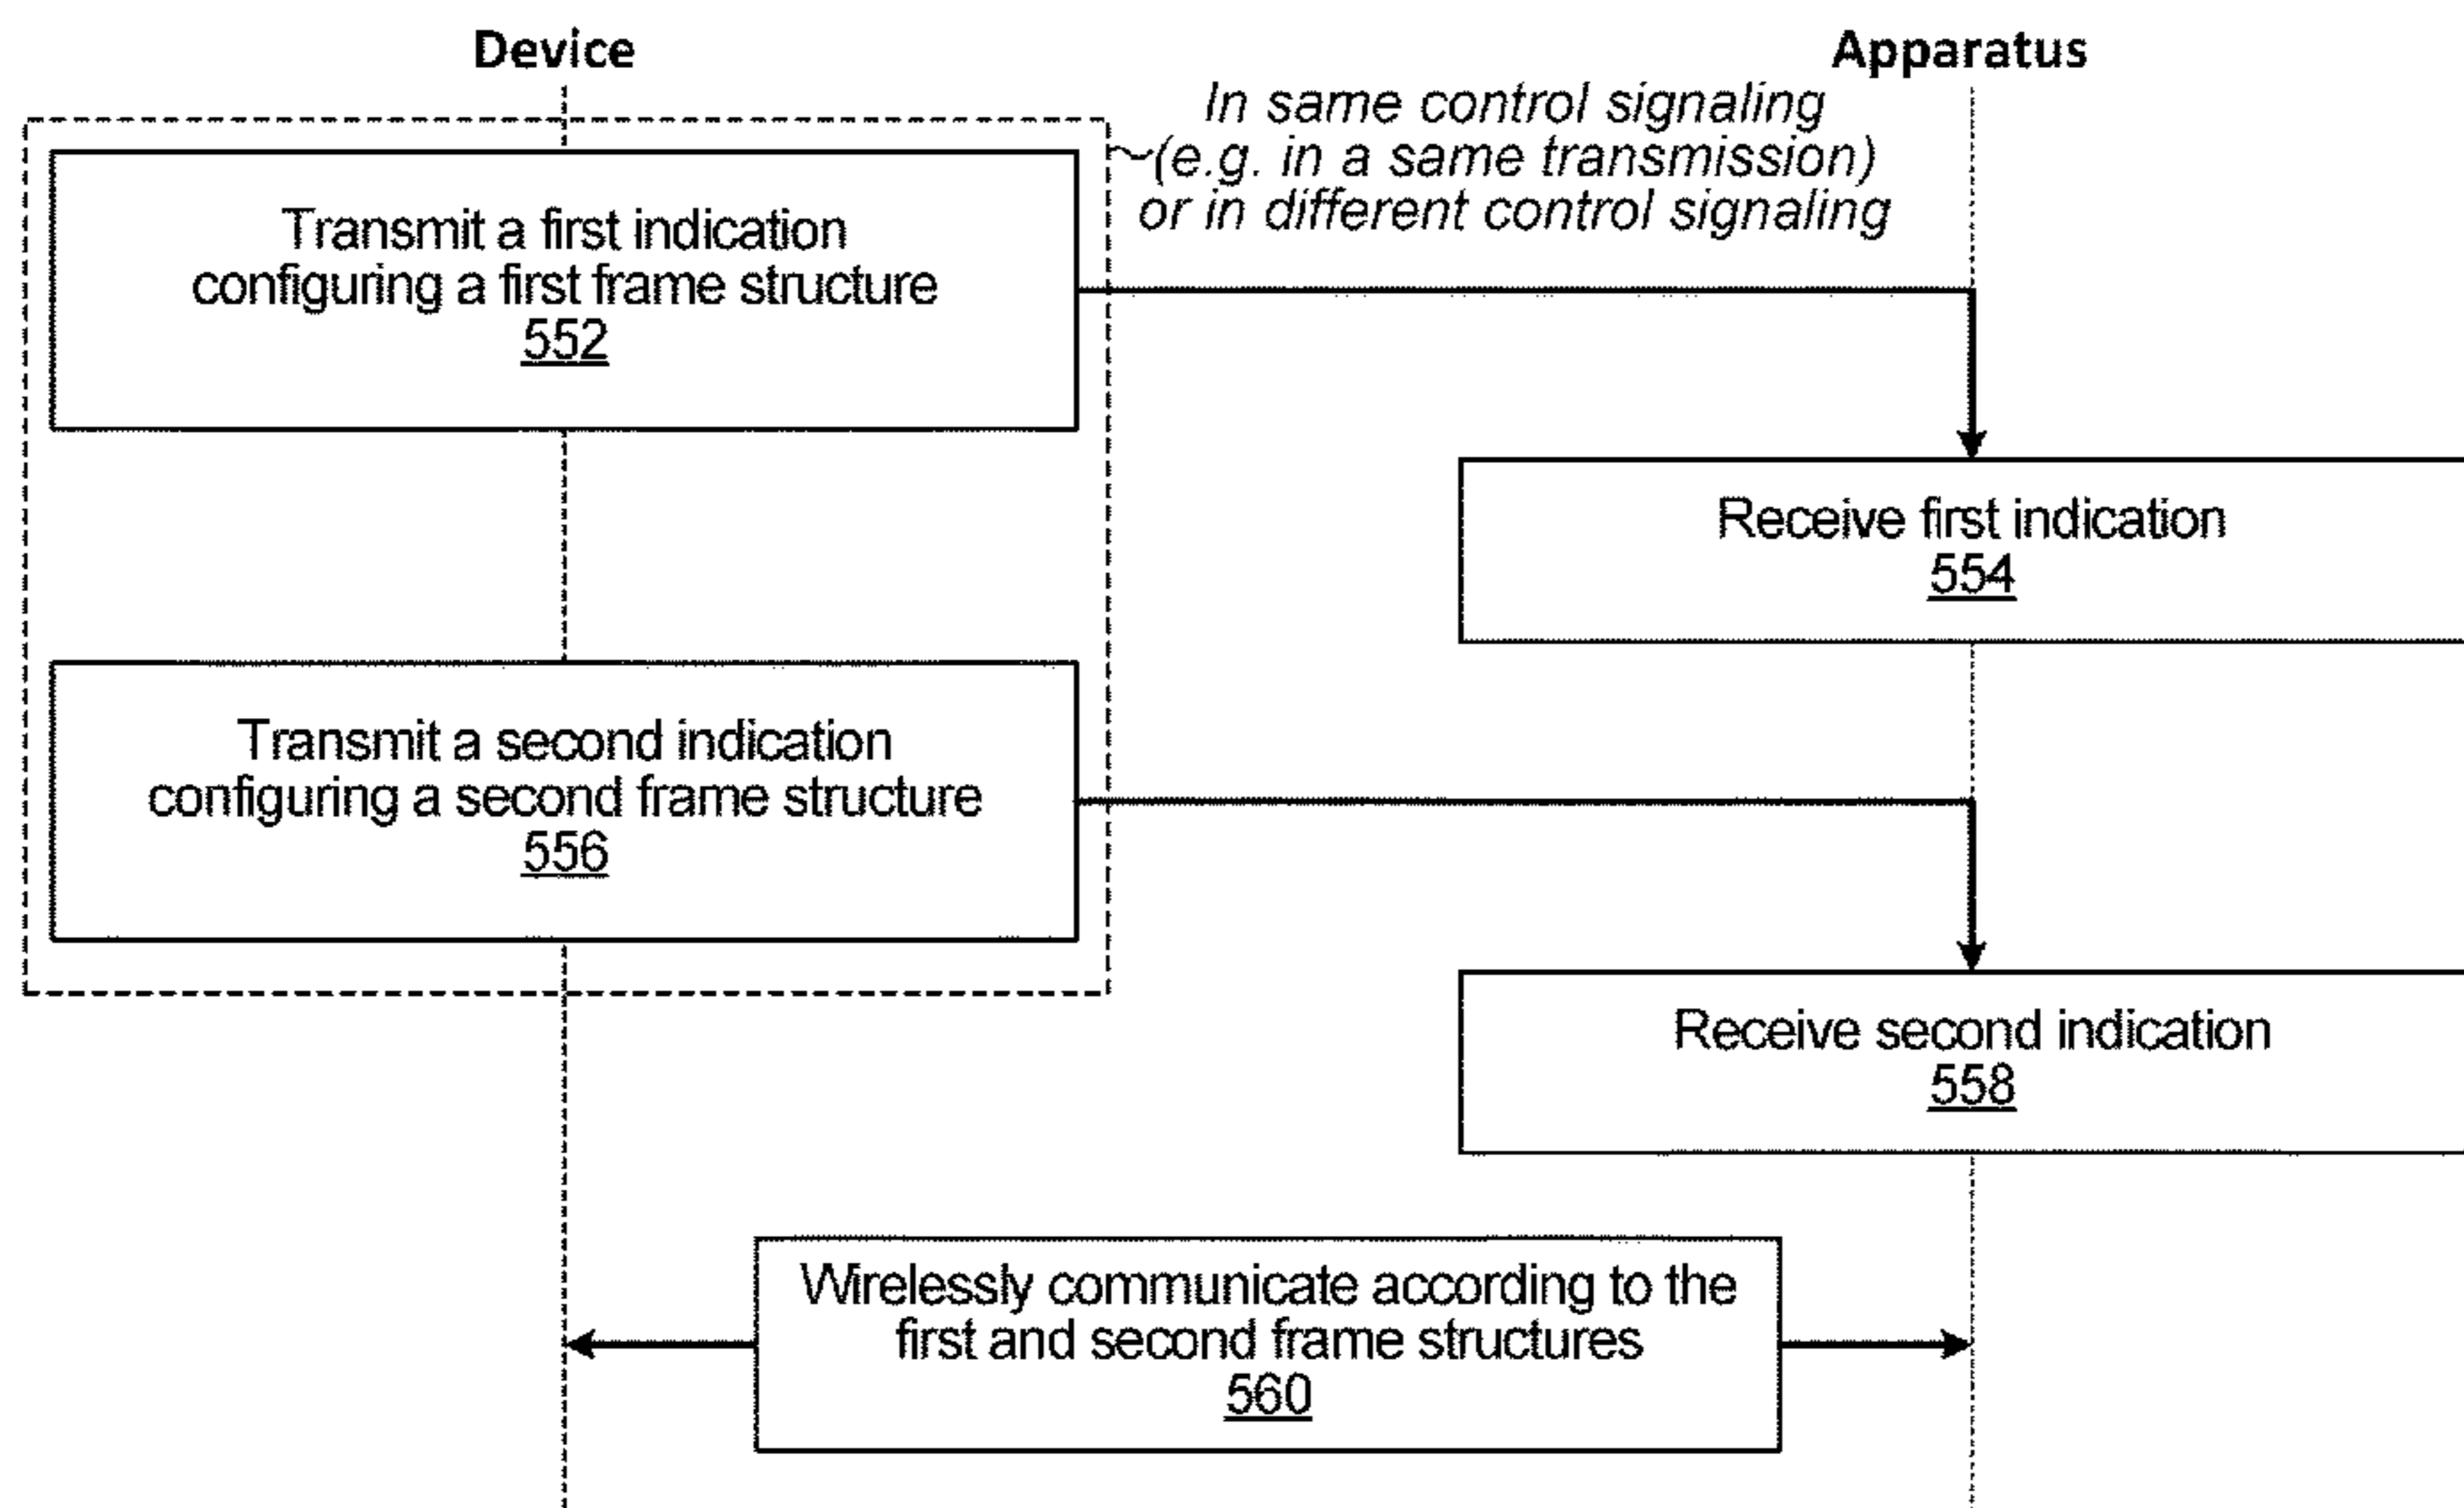 Device
Apparatus
In same control signaling
(e.g. in a same transmission)
or in different control signaling
Transmit a first indication
configuring a first frame structure
552
Receive first indication
554
Transmit a second indication
configuring a second frame structure
556
Receive second indication
558
Wirelessly communicate according to the
first and second frame structures
560